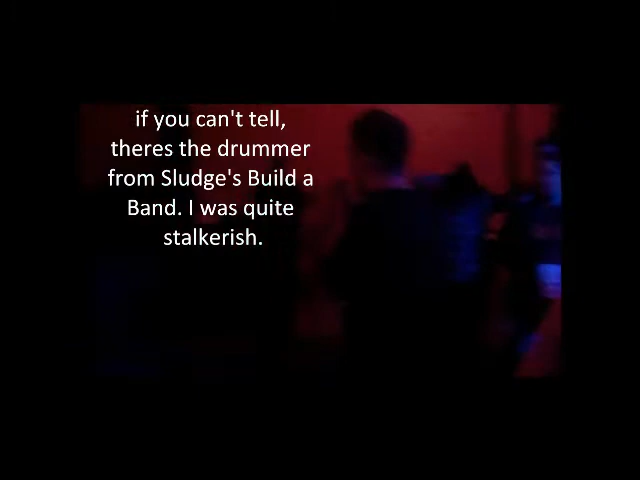 if you can't tell,
theres the drummer
from Sludge's Build a
Band. I was quite
stalkerish.